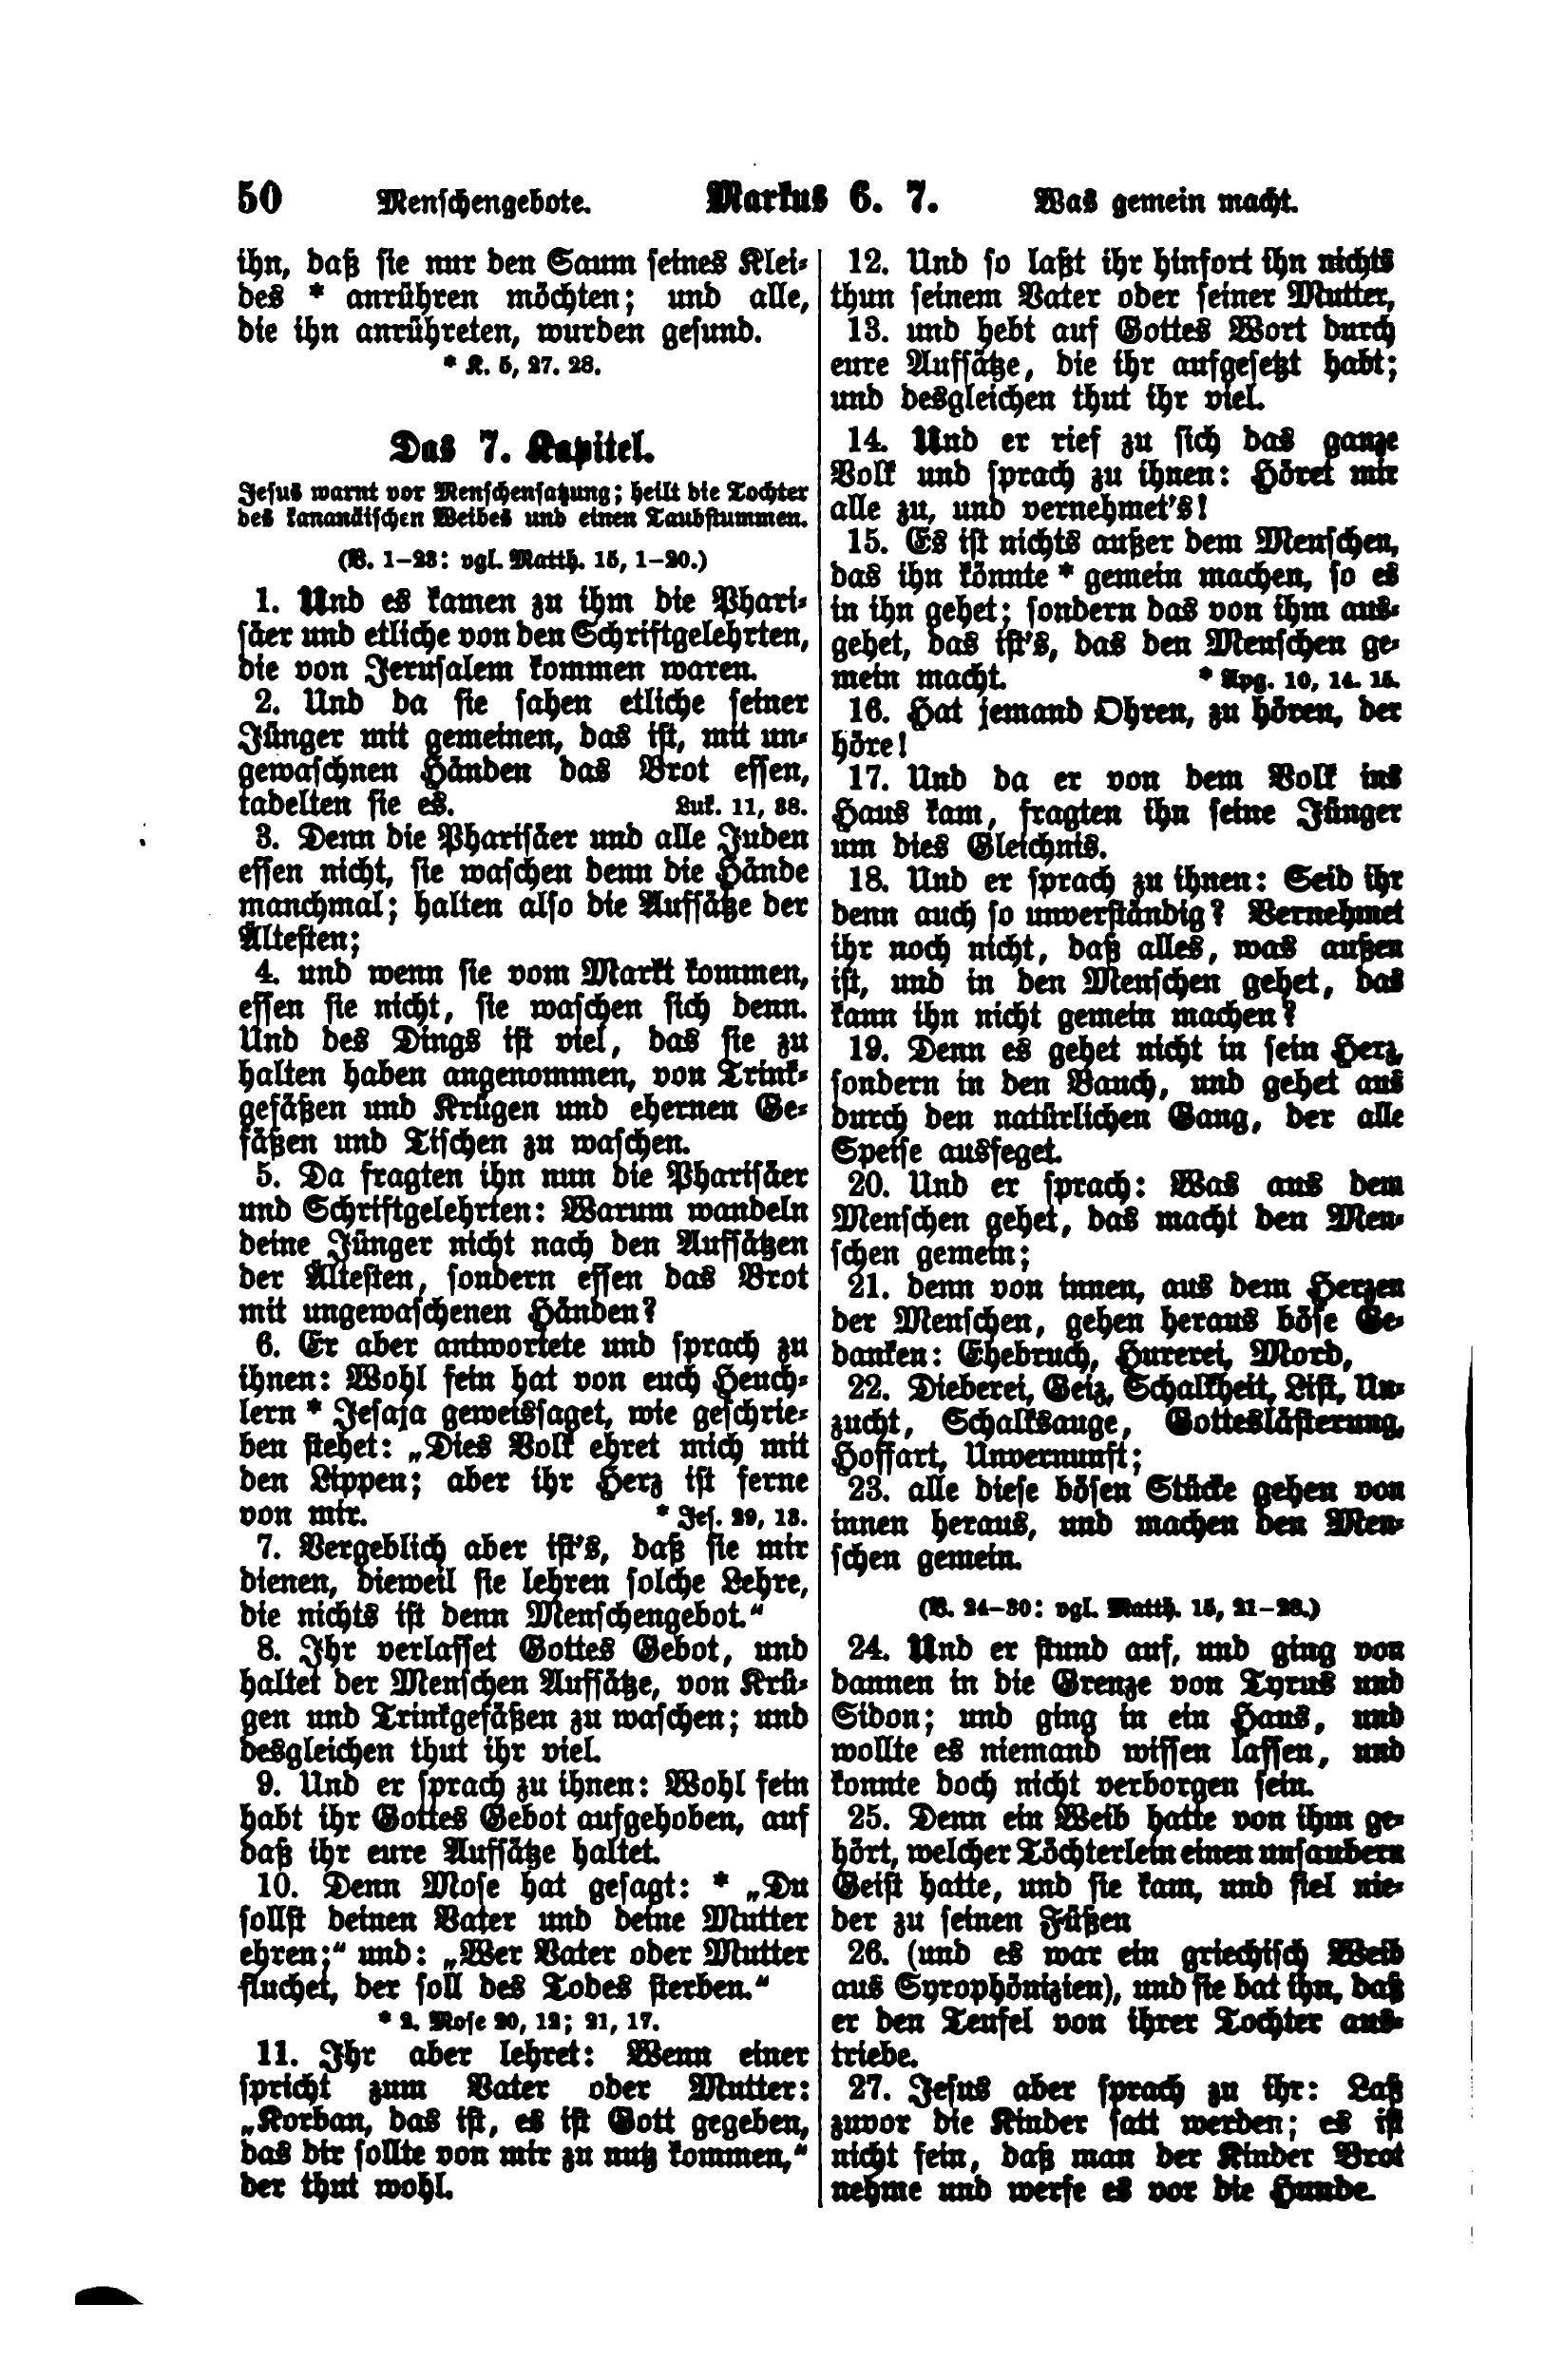 50 Menschengebote. Markus 6. 7. Was gemein macht.
ihn, daß sie nur den Saum seines Klei-
des * anrühren möchten; und alle,
die ihn anrühreten, wurden gesund.
* K. 5, 27. 28.
Das 7. Kapitel.
Jesus warnt vor Menschensatzung; heilt die Tochter
des kananäischen Weibes und einen Taubstummen.
(V. 1-23: vgl. Matth. 15, 1-20.)
1. Und es kamen zu ihm die Phari-
säer und etliche von den Schriftgelehrten,
die von Jerusalem kommen waren.
2. Und da sie sahen etliche seiner
Jünger mit gemeinen, das ist, mit un-
gewaschnen Händen das Brot essen,
tadelten sie es. Luk. 11, 38.
3. Denn die Pharisäer und alle Juden
essen nicht, sie waschen denn die Hände
manchmal; halten also die Aufsätze der
Ältesten;
4. und wenn sie vom Markt kommen,
essen sie nicht, sie waschen sich denn.
Und des Dings ist viel, das sie zu
halten haben angenommen, von Trink-
gefäßen und Krügen und ehernen Ge-
fäßen und Tischen zu waschen.
5. Da fragten ihn nun die Pharisäer
und Schriftgelehrten: Warum wandeln
deine Jünger nicht nach den Aufsätzen
der Ältesten, sondern essen das Brot
mit ungewaschenen Händen?
6. Er aber antwortete und sprach zu
ihnen: Wohl fein hat von euch Heuch-
lern * Jesaja geweissaget, wie geschrie-
ben stehet: „Dies Volk ehret mich mit
den Lippen; aber ihr Herz ist ferne
von mir. * Jes. 29, 13.
7. Vergeblich aber ist's, daß sie mir
dienen, dieweil sie lehren solche Lehre,
die nichts ist denn Menschengebot.“
8. Ihr verlasset Gottes Gebot, und
haltet der Menschen Aufsätze, von Krü-
gen und Trinkgefäßen zu waschen; und
desgleichen thut ihr viel.
9. Und er sprach zu ihnen: Wohl fein
habt ihr Gottes Gebot aufgehoben, auf
daß ihr eure Aufsätze haltet.
10. Denn Mose hat gesagt: * „Du
sollst deinen Vater und deine Mutter
ehren;“ und: „Wer Vater oder Mutter
fluchet, der soll des Todes sterben.“
* 2. Mose 20, 12; 21, 17.
11. Ihr aber lehret: Wenn einer
spricht zum Vater oder Mutter:
„Korban, das ist, es ist Gott gegeben,
das dir sollte von mir zu nutz kommen,“
der thut wohl.
12. Und so laßt ihr hinfort ihn nichts
thun seinem Vater oder seiner Mutter,
13. und hebt auf Gottes Wort durch
eure Aufsätze, die ihr aufgesetzt habt;
und desgleichen thut ihr viel.
14. Und er rief zu sich das ganze
Volk und sprach zu ihnen: Höret mir
alle zu, und vernehmet's!
15. Es ist nichts außer dem Menschen,
das ihn könnte * gemein machen, so es
in ihn gehet; sondern das von ihm aus-
gehet, das ist's, das den Menschen ge-
mein macht. * Apg. 10, 14. 15.
16. Hat jemand Ohren, zu hören, der
höre!
17. Und da er von dem Volk ins
Haus kam, fragten ihn seine Jünger
um dies Gleichnis.
18. Und er sprach zu ihnen: Seid ihr
denn auch so unverständig? Vernehmet
ihr noch nicht, daß alles, was außen
ist, und in den Menschen gehet, das
kann ihn nicht gemein machen?
19. Denn es gehet nicht in sein Herz,
sondern in den Bauch, und gehet aus
durch den natürlichen Gang, der alle
Speise ausfeget.
20. Und er sprach: Was aus dem
Menschen gehet, das macht den Men-
schen gemein;
21. denn von innen, aus dem Herzen
der Menschen, gehen heraus böse Ge-
danken: Ehebruch, Hurerei, Mord,
22. Dieberei, Geiz, Schalkheit, List, Un-
zucht, Schalksauge, Gotteslästerung,
Hoffart, Unvernunft;
23. alle diese bösen Stücke gehen von
innen heraus, und machen den Men-
schen gemein.
(V. 24-30: vgl. Matth. 15, 21-28.)
24. Und er stund auf, und ging von
dannen in die Grenze von Tyrus und
Sidon; und ging in ein Haus, und
wollte es niemand wissen lassen, und
konnte doch nicht verborgen sein.
25. Denn ein Weib hatte von ihm ge-
hört, welcher Töchterlein einen unsaubern
Geist hatte, und sie kam, und fiel nie-
der zu seinen Füßen
26. (und es war ein griechisch Weib
aus Syrophönizien), und sie bat ihn, daß
er den Teufel von ihrer Tochter aus-
triebe.
27. Jesus aber sprach zu ihr: Laß
zuvor die Kinder satt werden; es ist
nicht fein, daß man der Kinder Brot
nehme und werfe es vor die Hunde.